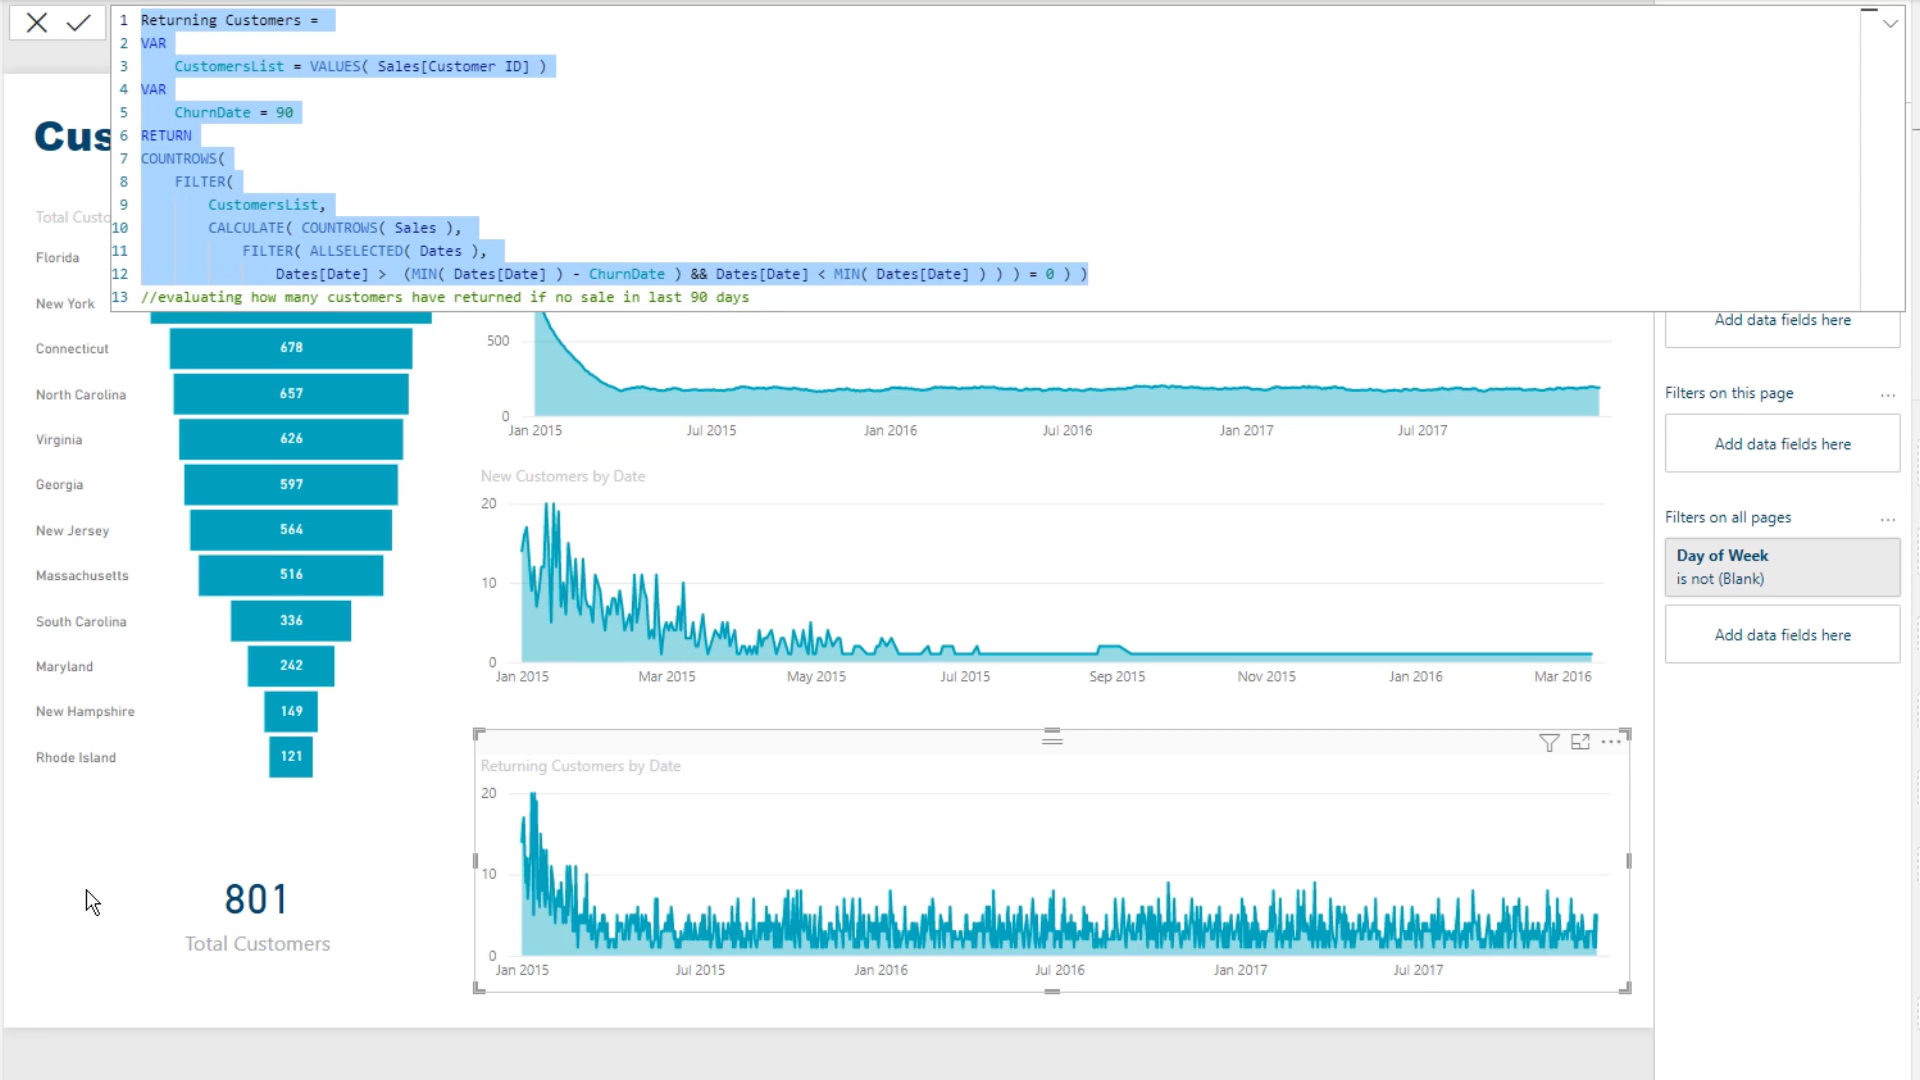 1 Returning Customers =
2 VAR
3 CustomersList = VALUES( Sales[Customer ID] )
4 VAR
5 ChurnDate = 90
6 RETURN
7 COUNTROWS(
8 FILTER(
9 CustomersList,
10 CALCULATE( COUNTROWS( Sales ),
11 FILTER( ALLSELECTED( Dates ),
12 Dates[Date] > (MIN( Dates[Date] ) - ChurnDate ) && Dates[Date] < MIN( Dates[Date] ) ) ) = 0 ) )
13 //evaluating how many customers have returned if no sale in last 90 days
Cus
Total Custo
Florida
New York
Connecticut 678
North Carolina 657
Virginia 626
Georgia 597
New Jersey 564
Massachusetts 516
South Carolina 336
Maryland 242
New Hampshire 149
Rhode Island 121
801
Total Customers
500
0
Jan 2015 Jul 2015 Jan 2016 Jul 2016 Jan 2017 Jul 2017
New Customers by Date
20
10
0
Jan 2015 Mar 2015 May 2015 Jul 2015 Sep 2015 Nov 2015 Jan 2016 Mar 2016
Returning Customers by Date
20
10
0
Jan 2015 Jul 2015 Jan 2016 Jul 2016 Jan 2017 Jul 2017
Add data fields here
Filters on this page
Add data fields here
Filters on all pages
Day of Week
is not (Blank)
Add data fields here